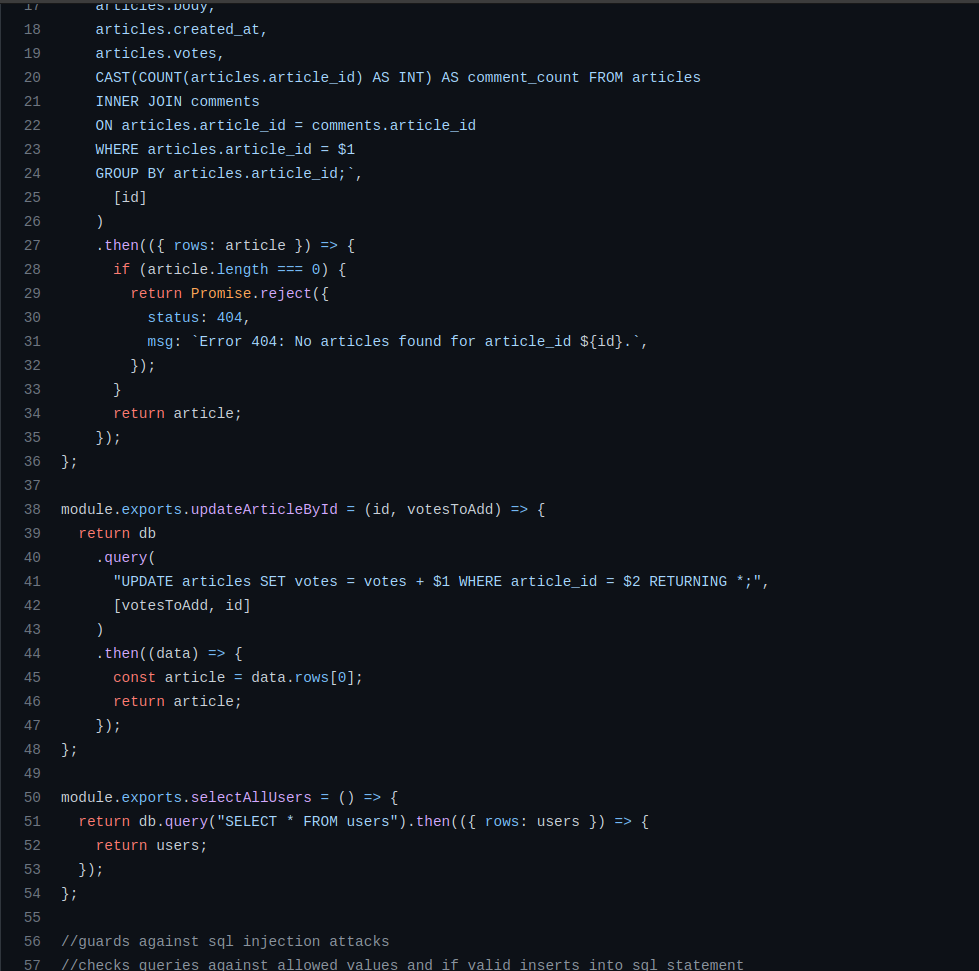 17 articles.body,
18 articles.created_at,
19 articles.votes,
20 CAST(COUNT(articles.article_id) AS INT) AS comment_count FROM articles
21 INNER JOIN comments
22 ON articles.article_id = comments.article_id
23 WHERE articles.article_id = $1
24 GROUP BY articles.article_id;`,
25 [id]
26 )
27 .then(({ rows: article }) => {
28 if (article.length === 0) {
29 return Promise.reject({
30 status: 404,
31 msg: `Error 404: No articles found for article_id ${id}.`,
32 });
33 }
34 return article;
35 });
36 };
37
38 module.exports.updateArticleById = (id, votesToAdd) => {
39 return db
40 .query(
41 "UPDATE articles SET votes = votes + $1 WHERE article_id = $2 RETURNING *;",
42 [votesToAdd, id]
43 )
44 .then((data) => {
45 const article = data.rows[0];
46 return article;
47 });
48 };
49
50 module.exports.selectAllUsers = () => {
51 return db.query("SELECT * FROM users").then(({ rows: users }) => {
52 return users;
53 });
54 };
55
56 //guards against sql injection attacks
57 //checks queries against allowed values and if valid inserts into sql statement